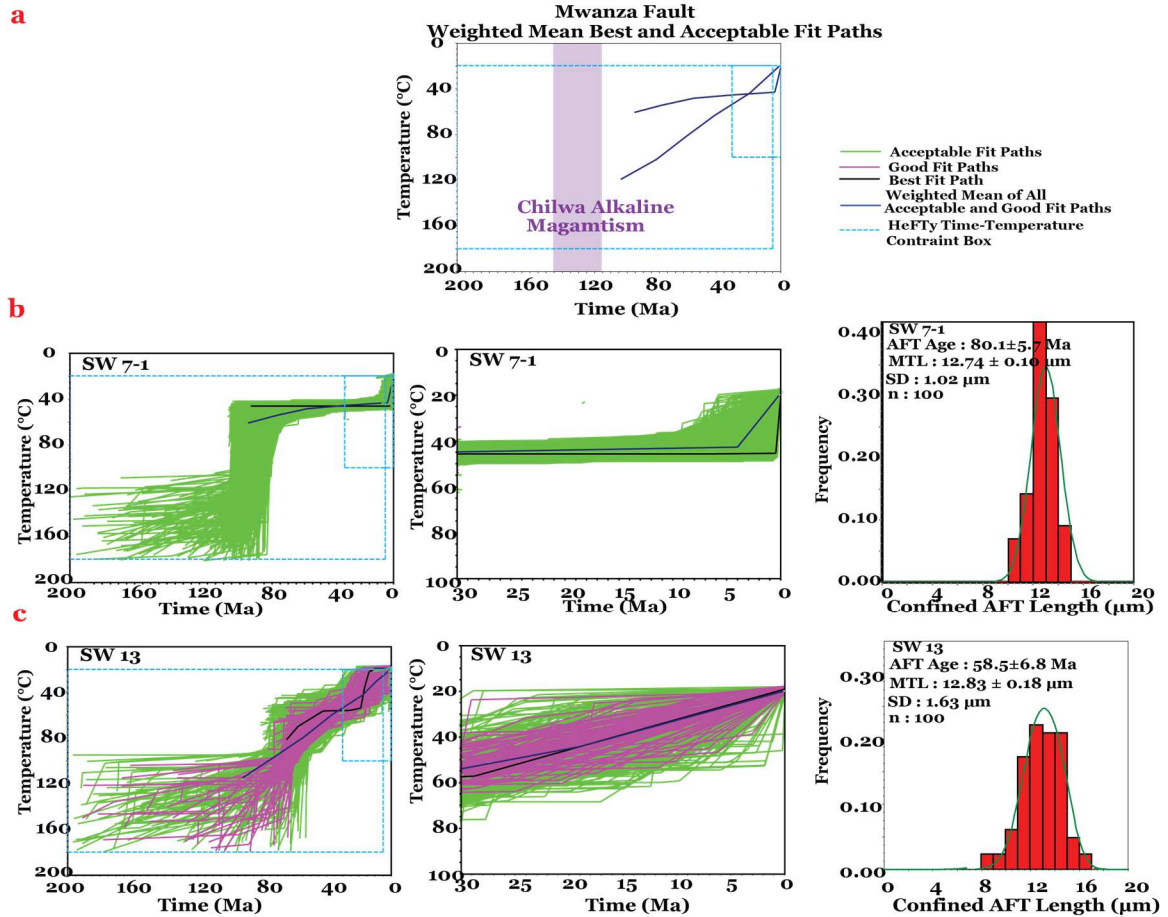 a
Mwanza Fault
Weighted Mean Best and Acceptable Fit Paths
0
40
80
120
160
200
Temperature (°C)
Chilwa Alkaline
Magamtism
200 160 120 80 40 0
Time (Ma)
Acceptable Fit Paths
Good Fit Paths
Best Fit Path
Weighted Mean of All
Acceptable and Good Fit Paths
HeFTy Time-Temperature
Contraint Box
b
SW 7-1
0
40
80
120
160
200
Temperature (°C)
200 160 120 80 40 0
Time (Ma)
SW 7-1
0
20
40
60
80
100
Temperature (°C)
30 25 20 15 10 5 0
Time (Ma)
SW 7-1
AFT Age : 80.1±5.7 Ma
MTL : 12.74 ± 0.10 µm
SD : 1.02 µm
n : 100
0.40
0.30
0.20
0.10
0.00
Frequency
0 4 8 12 16 20
Confined AFT Length (µm)
c
SW 13
0
40
80
120
160
200
Temperature (°C)
200 160 120 80 40 0
Time (Ma)
SW 13
0
20
40
60
80
100
Temperature (°C)
30 25 20 15 10 5 0
Time (Ma)
SW 13
AFT Age : 58.5±6.8 Ma
MTL : 12.83 ± 0.18 µm
SD : 1.63 µm
n : 100
0.30
0.20
0.10
0.00
Frequency
0 4 8 12 16 20
Confined AFT Length (µm)